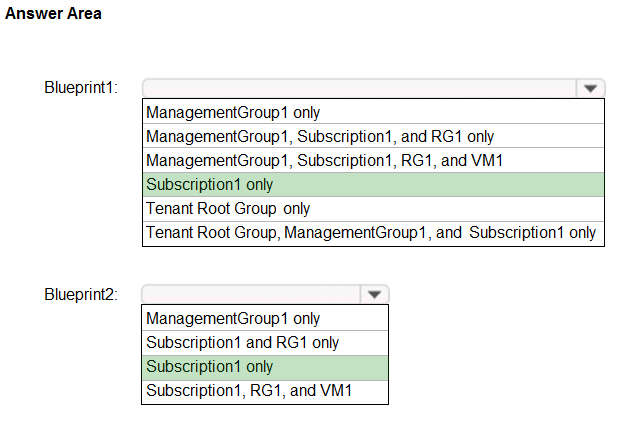 Answer Area
Blueprint1:
ManagementGroup1 only
ManagementGroup1, Subscription1, and RG1 only
ManagementGroup1, Subscription1, RG1, and VM1
Subscription1 only
Tenant Root Group only
Tenant Root Group, ManagementGroup1, and Subscription1 only
Blueprint2:
ManagementGroup1 only
Subscription1 and RG1 only
Subscription1 only
Subscription1, RG1, and VM1